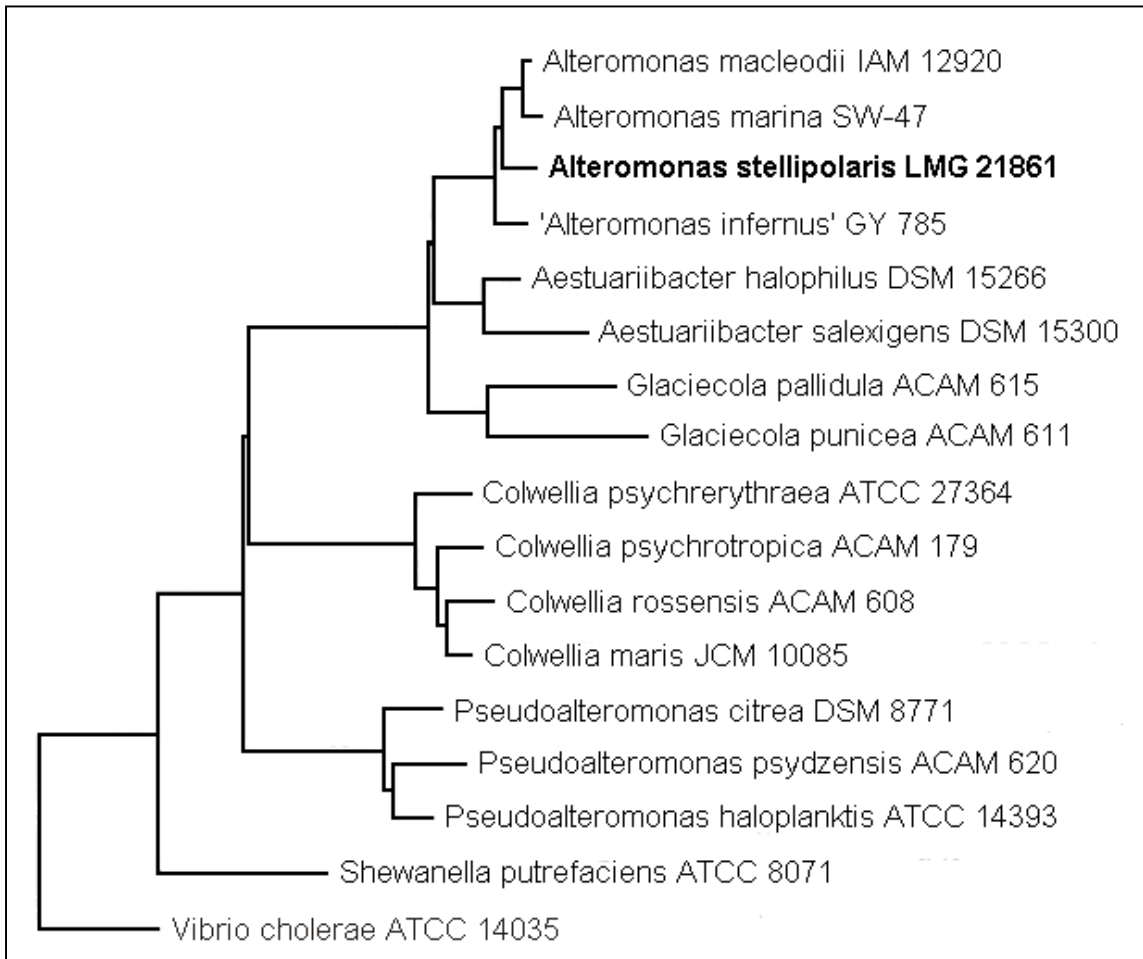 Alteromonas macleodii IAM 12920
Alteromonas marina SW-47
Alteromonas stellipolaris LMG 21861
'Alteromonas infernus' GY 785
Aestuariibacter halophilus DSM 15266
Aestuariibacter salexigens DSM 15300
Glaciecola pallidula ACAM 615
Glaciecola punicea ACAM 611
Colwellia psychrerythraea ATCC 27364
Colwellia psychrotropica ACAM 179
Colwellia rossensis ACAM 608
Colwellia maris JCM 10085
Pseudoalteromonas citrea DSM 8771
Pseudoalteromonas psydzensis ACAM 620
Pseudoalteromonas haloplanktis ATCC 14393
Shewanella putrefaciens ATCC 8071
Vibrio cholerae ATCC 14035